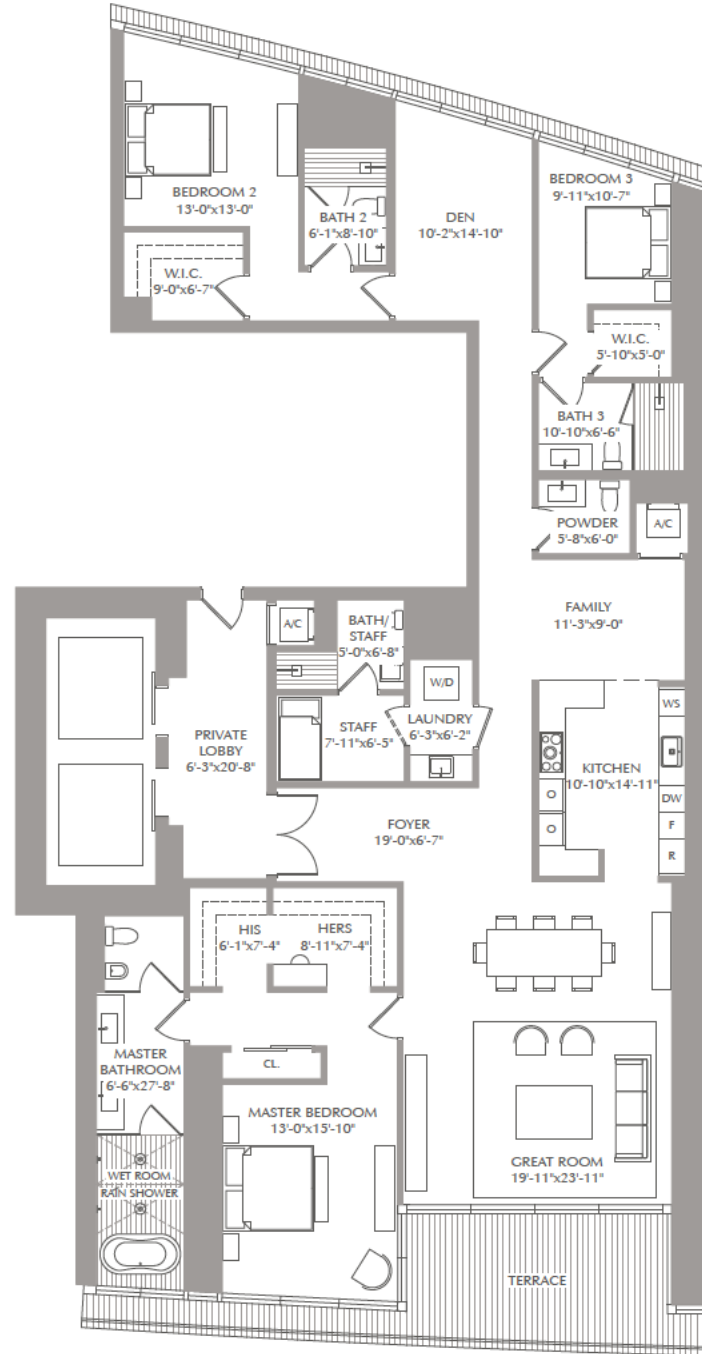 BEDROOM 2
13'-0"x13'-0"
BATH 2
6'-1"x8'-10"
DEN
10'-2"x14'-10"
BEDROOM 3
9'-11"x10'-7"
W.I.C.
9'-0"x6'-7"
W.I.C.
5'-10"x5'-0"
BATH 3
10'-10"x6'-6"
POWDER
5'-8"x6'-0"
A/C
FAMILY
11'-3"x9'-0"
A/C
BATH/
STAFF
5'-0"x6'-8"
W/D
STAFF
7'-11"x6'-5"
LAUNDRY
6'-3"x6'-2"
PRIVATE
LOBBY
6'-3"x20'-8"
WS
KITCHEN
10'-10"x14'-11"
O
O
DW
F
R
FOYER
19'-0"x6'-7"
HIS
6'-1"x7'-4"
HERS
8'-11"x7'-4"
CL.
MASTER
BATHROOM
6'-6"x27'-8"
MASTER BEDROOM
13'-0"x15'-10"
WET ROOM
RAIN SHOWER
GREAT ROOM
19'-11"x23'-11"
TERRACE